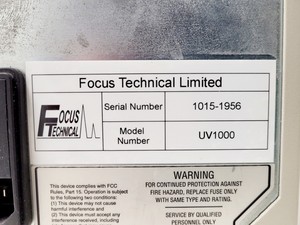 Focus Technical Limited
FOCUS
TECHNICAL
Serial Number
1015-1956
Model
Number
UV1000
This device complies with FCC
Rules, Part 15. Operation is subject
to the following two conditions:
(1) This device may not cause
harmful interference and
(2) This device must accept any
interference received, including
WARNING
FOR CONTINUED PROTECTION AGAINST
FIRE HAZARD, REPLACE FUSE ONLY
WITH SAME TYPE AND RATING.
SERVICE BY QUALIFIED
PERSONNEL ONLY